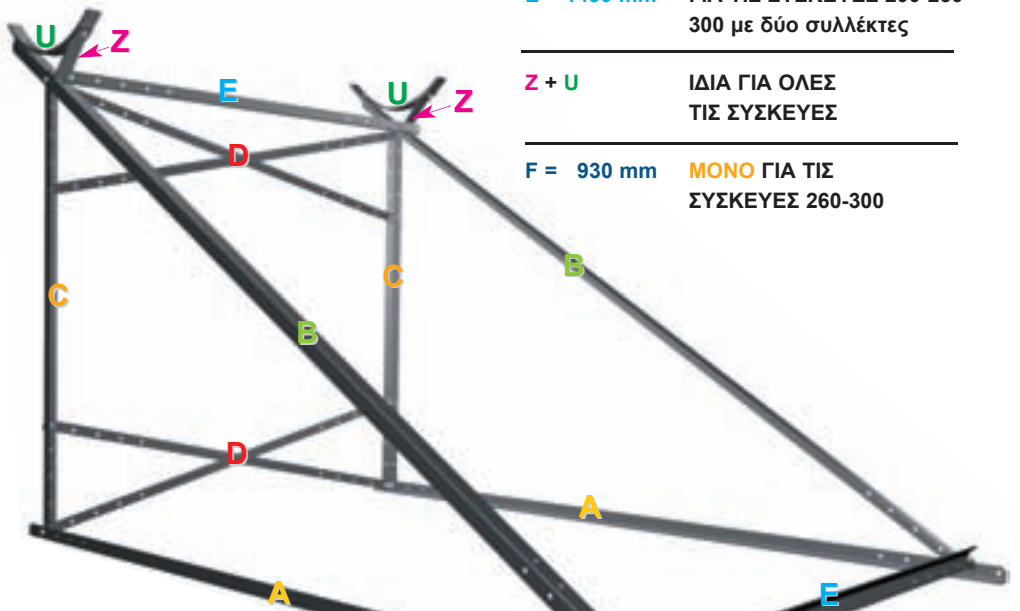 300 με δύο συλλέκτες
Z + U ΙΔΙΑ ΓΙΑ ΟΛΕΣ
ΤΙΣ ΣΥΣΚΕΥΕΣ
F = 930 mm ΜΟΝΟ ΓΙΑ ΤΙΣ
ΣΥΣΚΕΥΕΣ 260-300
U
Z
E
U
Z
D
C
C
B
B
D
A
A
E